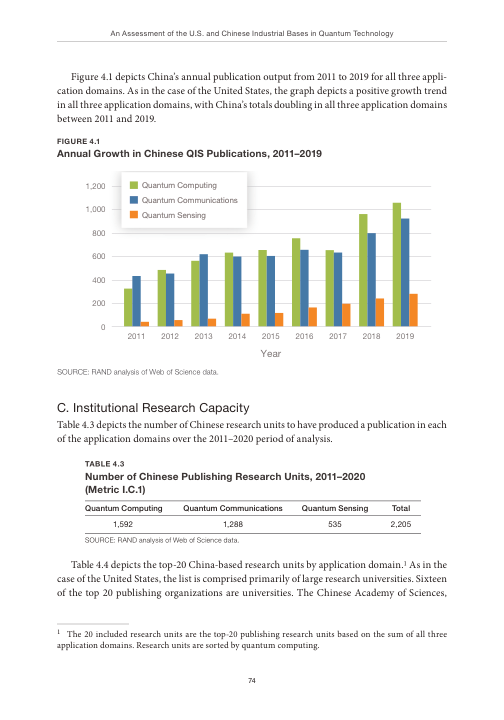 An Assessment of the U.S. and Chinese Industrial Bases in Quantum Technology
Figure 4.1 depicts China's annual publication output from 2011 to 2019 for all three appli-
cation domains. As in the case of the United States, the graph depicts a positive growth trend
in all three application domains, with China's totals doubling in all three application domains
between 2011 and 2019.
FIGURE 4.1
Annual Growth in Chinese QIS Publications, 2011–2019
Quantum Computing
Quantum Communications
Quantum Sensing
1,200
1,000
800
600
400
200
0
2011 2012 2013 2014 2015 2016 2017 2018 2019
Year
SOURCE: RAND analysis of Web of Science data.
C. Institutional Research Capacity
Table 4.3 depicts the number of Chinese research units to have produced a publication in each
of the application domains over the 2011–2020 period of analysis.
TABLE 4.3
Number of Chinese Publishing Research Units, 2011–2020
(Metric I.C.1)
Quantum Computing Quantum Communications Quantum Sensing Total
1,592 1,288 535 2,205
SOURCE: RAND analysis of Web of Science data.
Table 4.4 depicts the top-20 China-based research units by application domain.¹ As in the
case of the United States, the list is comprised primarily of large research universities. Sixteen
of the top 20 publishing organizations are universities. The Chinese Academy of Sciences,
¹ The 20 included research units are the top-20 publishing research units based on the sum of all three
application domains. Research units are sorted by quantum computing.
74